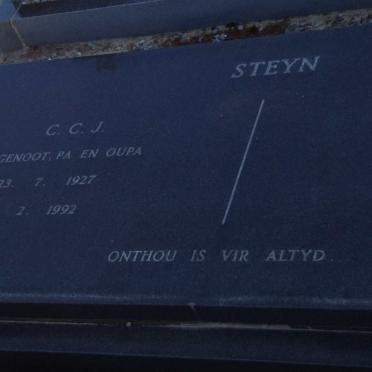 STEYN
C. C. J.
GENOOT, PA EN OUPA
23. 7. 1927
2. 1992
ONTHOU IS VIR ALTYD.